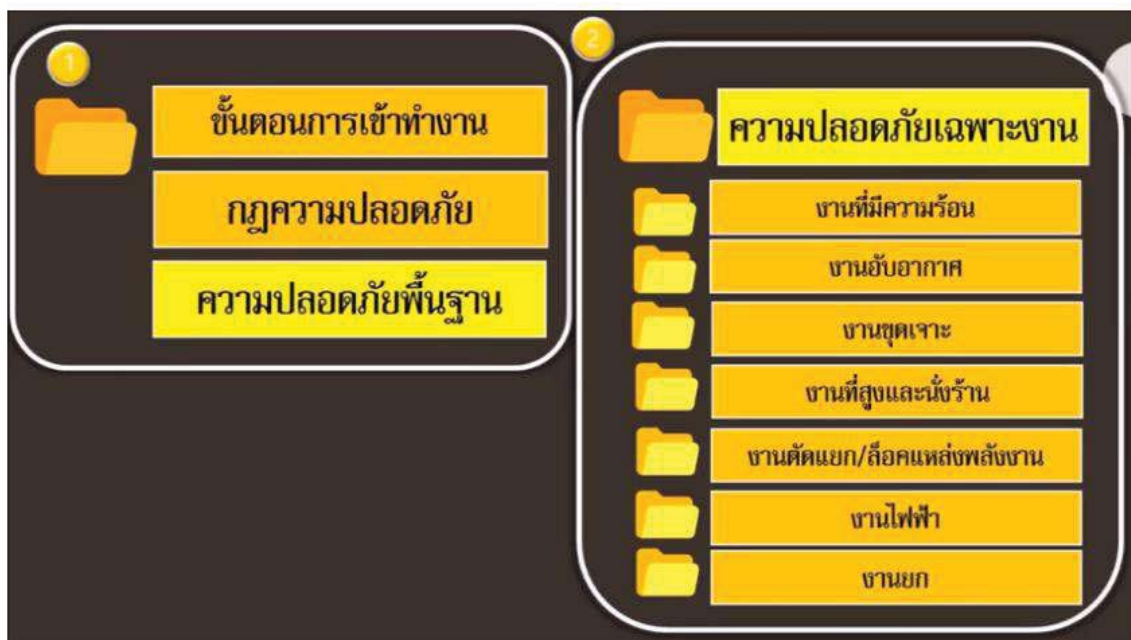 1
ขั้นตอนการเข้าทำงาน
กฎความปลอดภัย
ความปลอดภัยพื้นฐาน
2
ความปลอดภัยเฉพาะงาน
งานที่มีความร้อน
งานอับอากาศ
งานขุดเจาะ
งานที่สูงและนั่งร้าน
งานตัดแยก/ล็อคแหล่งพลังงาน
งานไฟฟ้า
งานยก